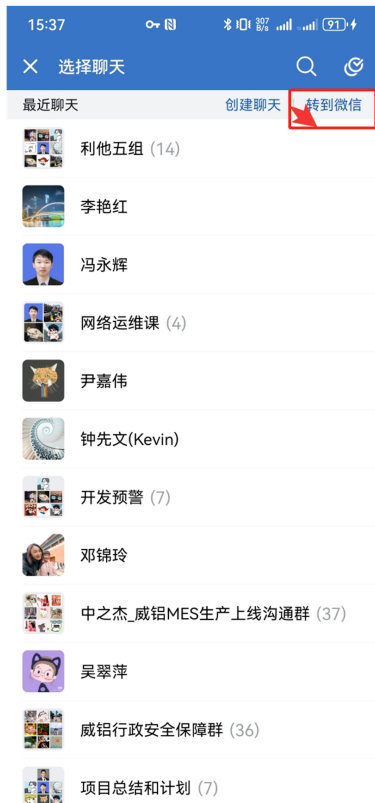 15:37 307 B/s 91
选择聊天
最近聊天 创建聊天 转到微信
利他五组 (14)
李艳红
冯永辉
网络运维课 (4)
尹嘉伟
钟先文(Kevin)
开发预警 (7)
邓锦玲
中之杰_威铝MES生产上线沟通群 (37)
吴翠萍
威铝行政安全保障群 (36)
项目总结和计划 (7)